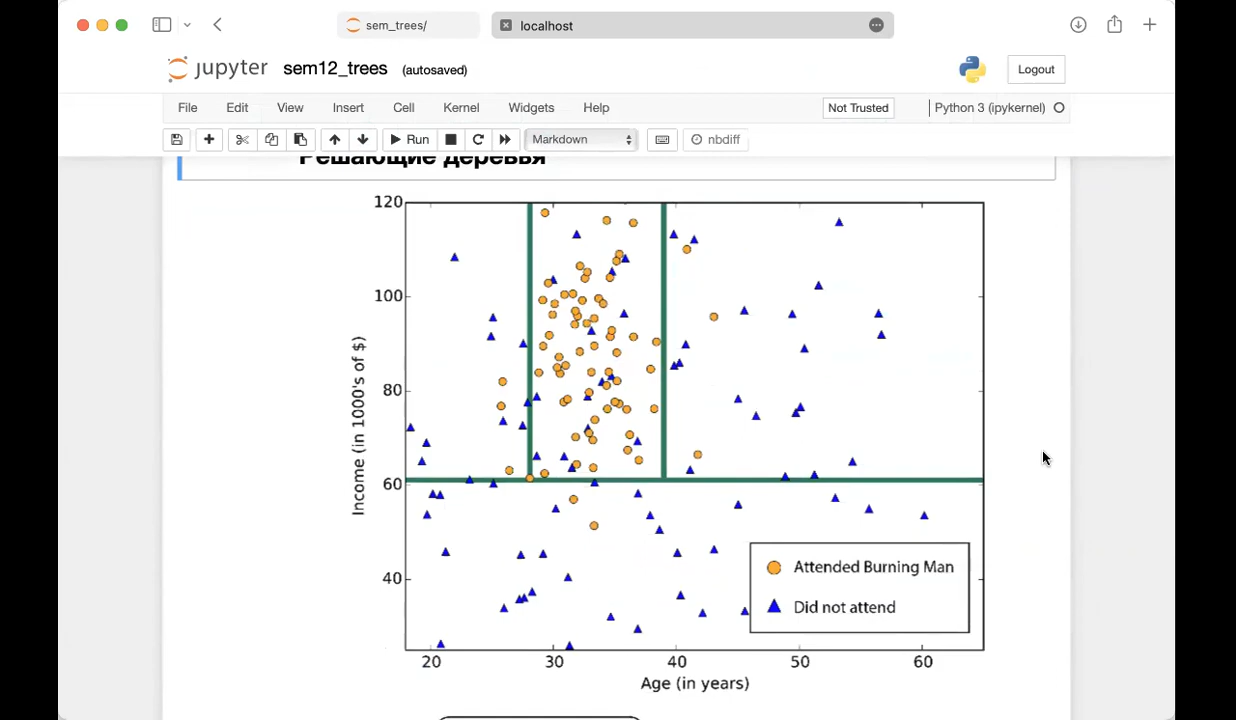 sem_trees/
localhost
jupyter sem12_trees (autosaved)
Logout
File Edit View Insert Cell Kernel Widgets Help
Not Trusted
Python 3 (ipykernel)
Run
Markdown
nbdiff
Решающие деревья
120
100
80
60
40
Income (in 1000's of $)
Attended Burning Man
Did not attend
20 30 40 50 60
Age (in years)